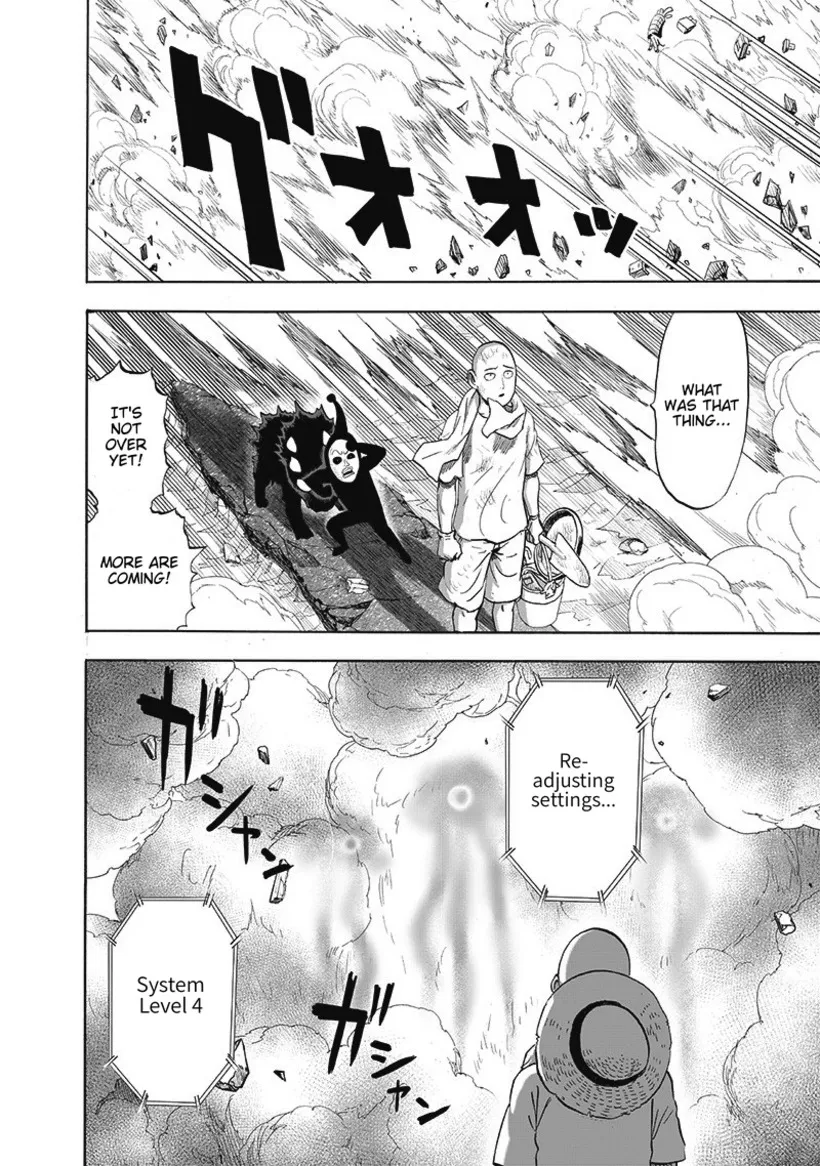 グオオッ
WHAT
WAS THAT
THING...
IT'S
NOT
OVER
YET!
MORE ARE
COMING!
Re-
adjusting
settings...
ガシャン
System
Level 4
ガシャン